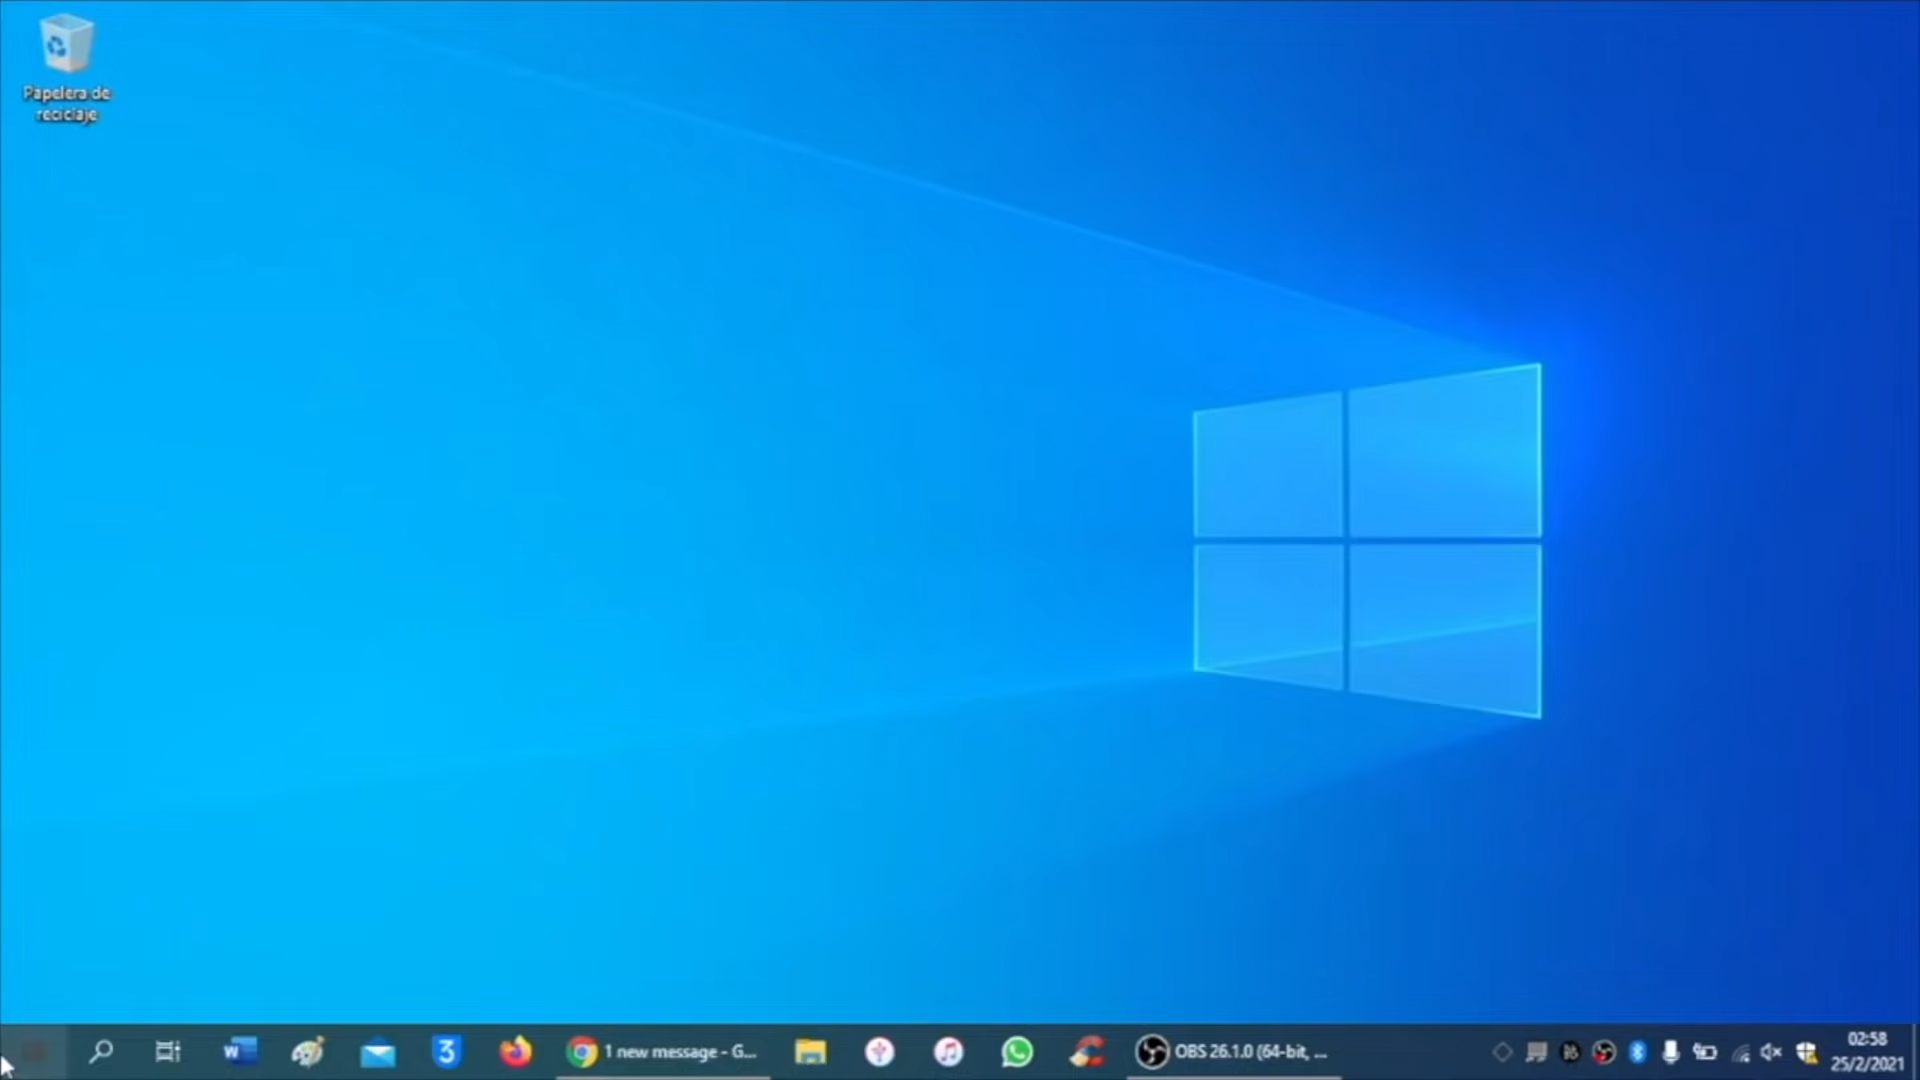 Papelera de
reciclaje
1 new message - G...
OBS 26.1.0 (64-bit, ...
02:58
25/2/2021